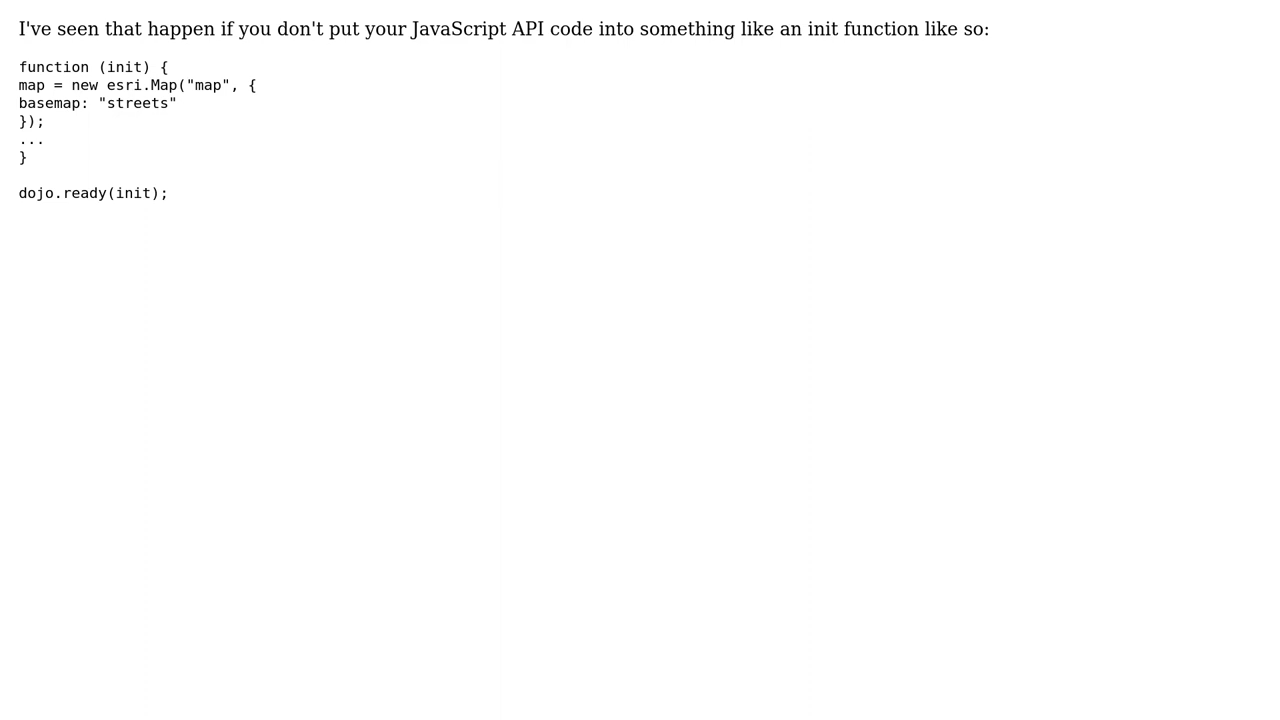 I've seen that happen if you don't put your JavaScript API code into something like an init function like so:
function (init) {
map = new esri.Map("map", {
basemap: "streets"
});
...
}
dojo.ready(init);